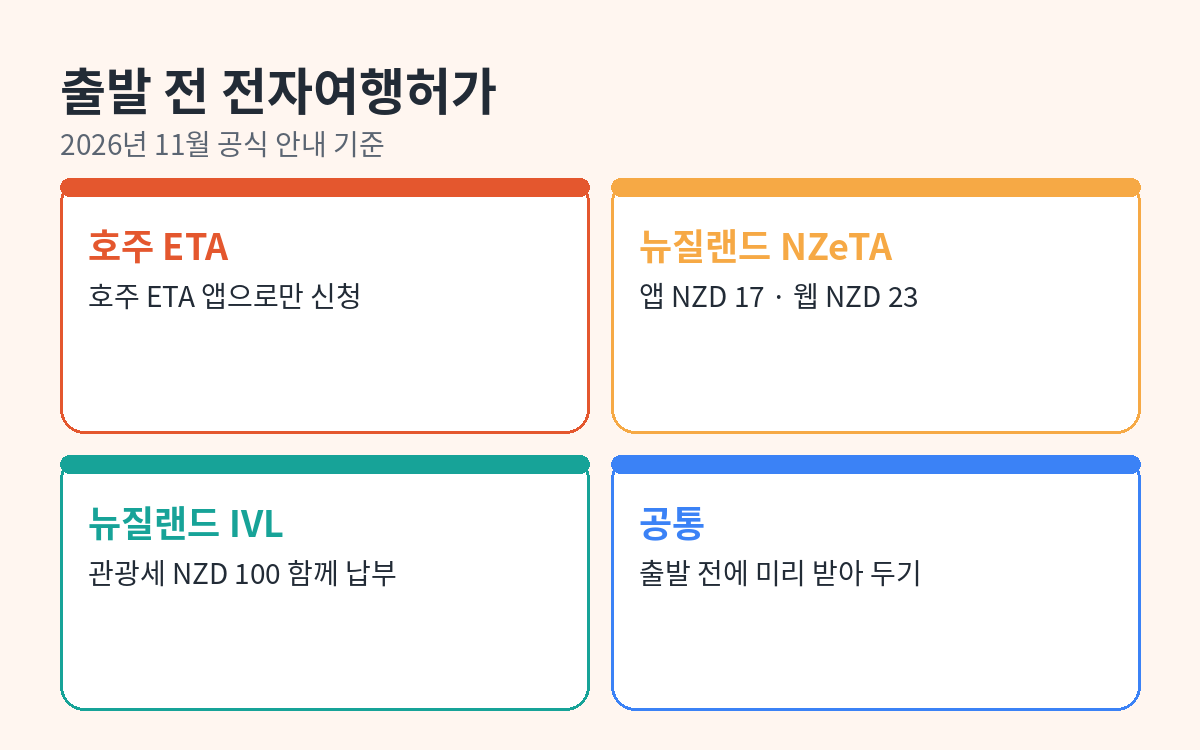 출발 전 전자여행허가
2026년 11월 공식 안내 기준
호주 ETA
호주 ETA 앱으로만 신청
뉴질랜드 NZeTA
앱 NZD 17 · 웹 NZD 23
뉴질랜드 IVL
관광세 NZD 100 함께 납부
공통
출발 전에 미리 받아 두기